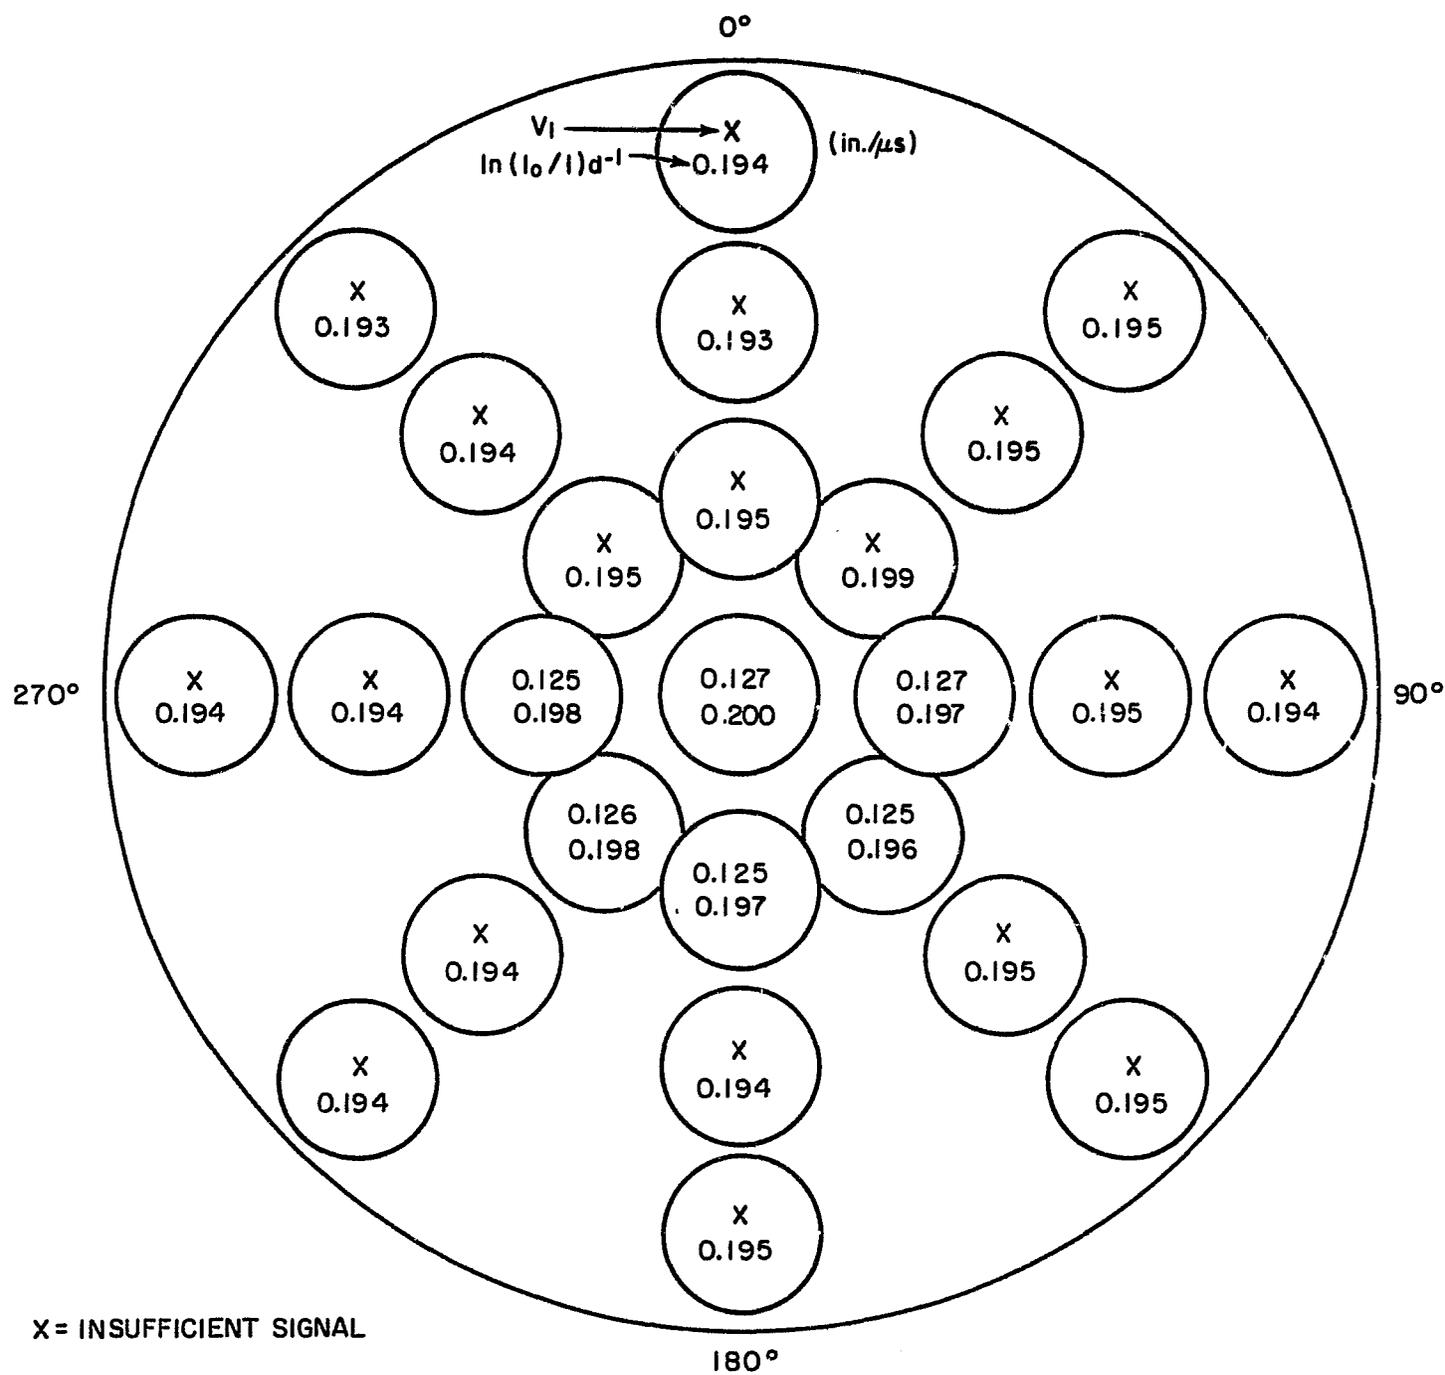 0°
V₁
X
(in./μs)
ln (I₀/I) d⁻¹
0.194
X
0.193
X
0.193
X
0.195
X
0.194
X
0.195
X
0.195
X
0.195
X
0.199
270°
X
0.194
X
0.194
0.125
0.198
0.127
0.200
0.127
0.197
X
0.195
X
0.194
90°
0.126
0.198
0.125
0.197
0.125
0.196
X
0.194
X
0.195
X
0.194
X
0.194
X
0.195
X
0.195
X = INSUFFICIENT SIGNAL
180°